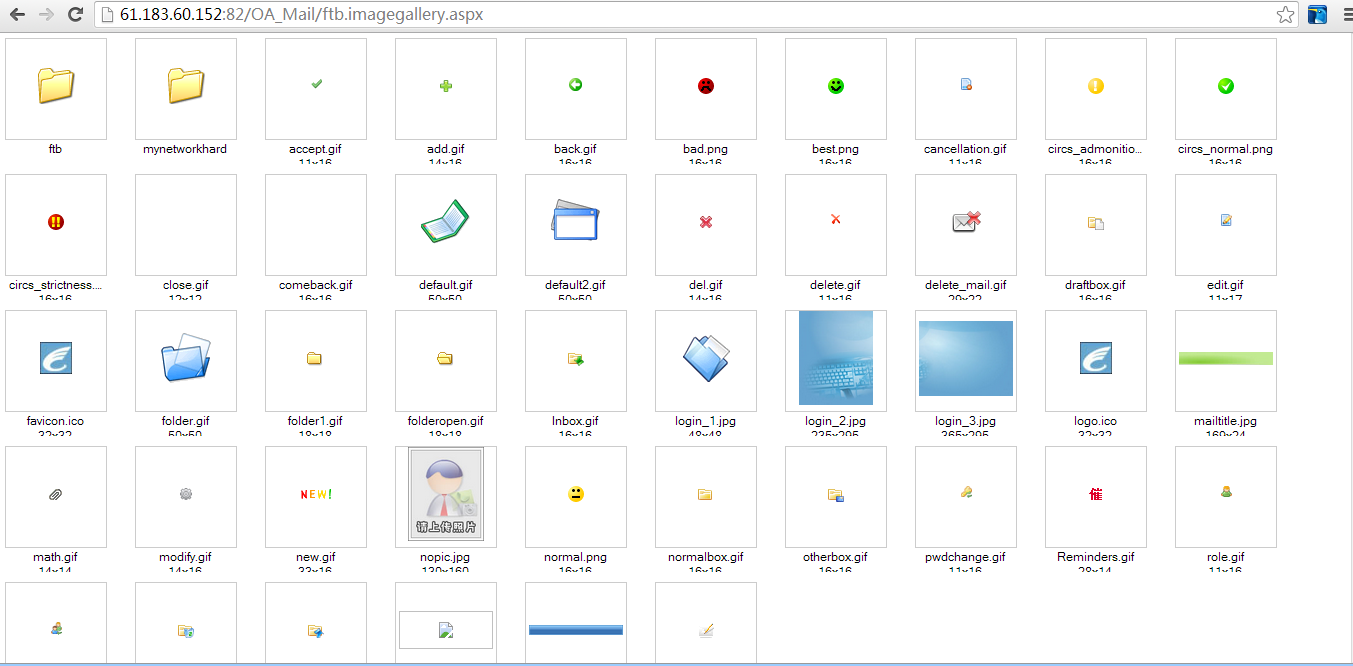 61.183.60.152:82/OA_Mail/ftb.imagegallery.aspx
ftb mynetworkhard accept.gif add.gif back.gif bad.png best.png cancellation.gif circs_admonitio... circs_normal.png
11x16 14x16 16x16 16x16 16x16 11x16 16x16 16x16
circs_strictness.... close.gif comeback.gif default.gif default2.gif del.gif delete.gif delete_mail.gif draftbox.gif edit.gif
16x16 12x12 16x16 50x50 50x50 14x16 11x16 20x22 16x16 11x17
favicon.ico folder.gif folder1.gif folderopen.gif Inbox.gif login_1.jpg login_2.jpg login_3.jpg logo.ico mailtitle.jpg
32x32 50x50 18x18 18x18 16x16 48x48 235x295 365x295 32x32 160x24
NEW!
请上传照片
催
math.gif modify.gif new.gif nopic.jpg normal.png normalbox.gif otherbox.gif pwdchange.gif Reminders.gif role.gif
14x14 14x16 33x16 130x160 16x16 16x16 16x16 11x16 28x14 11x16